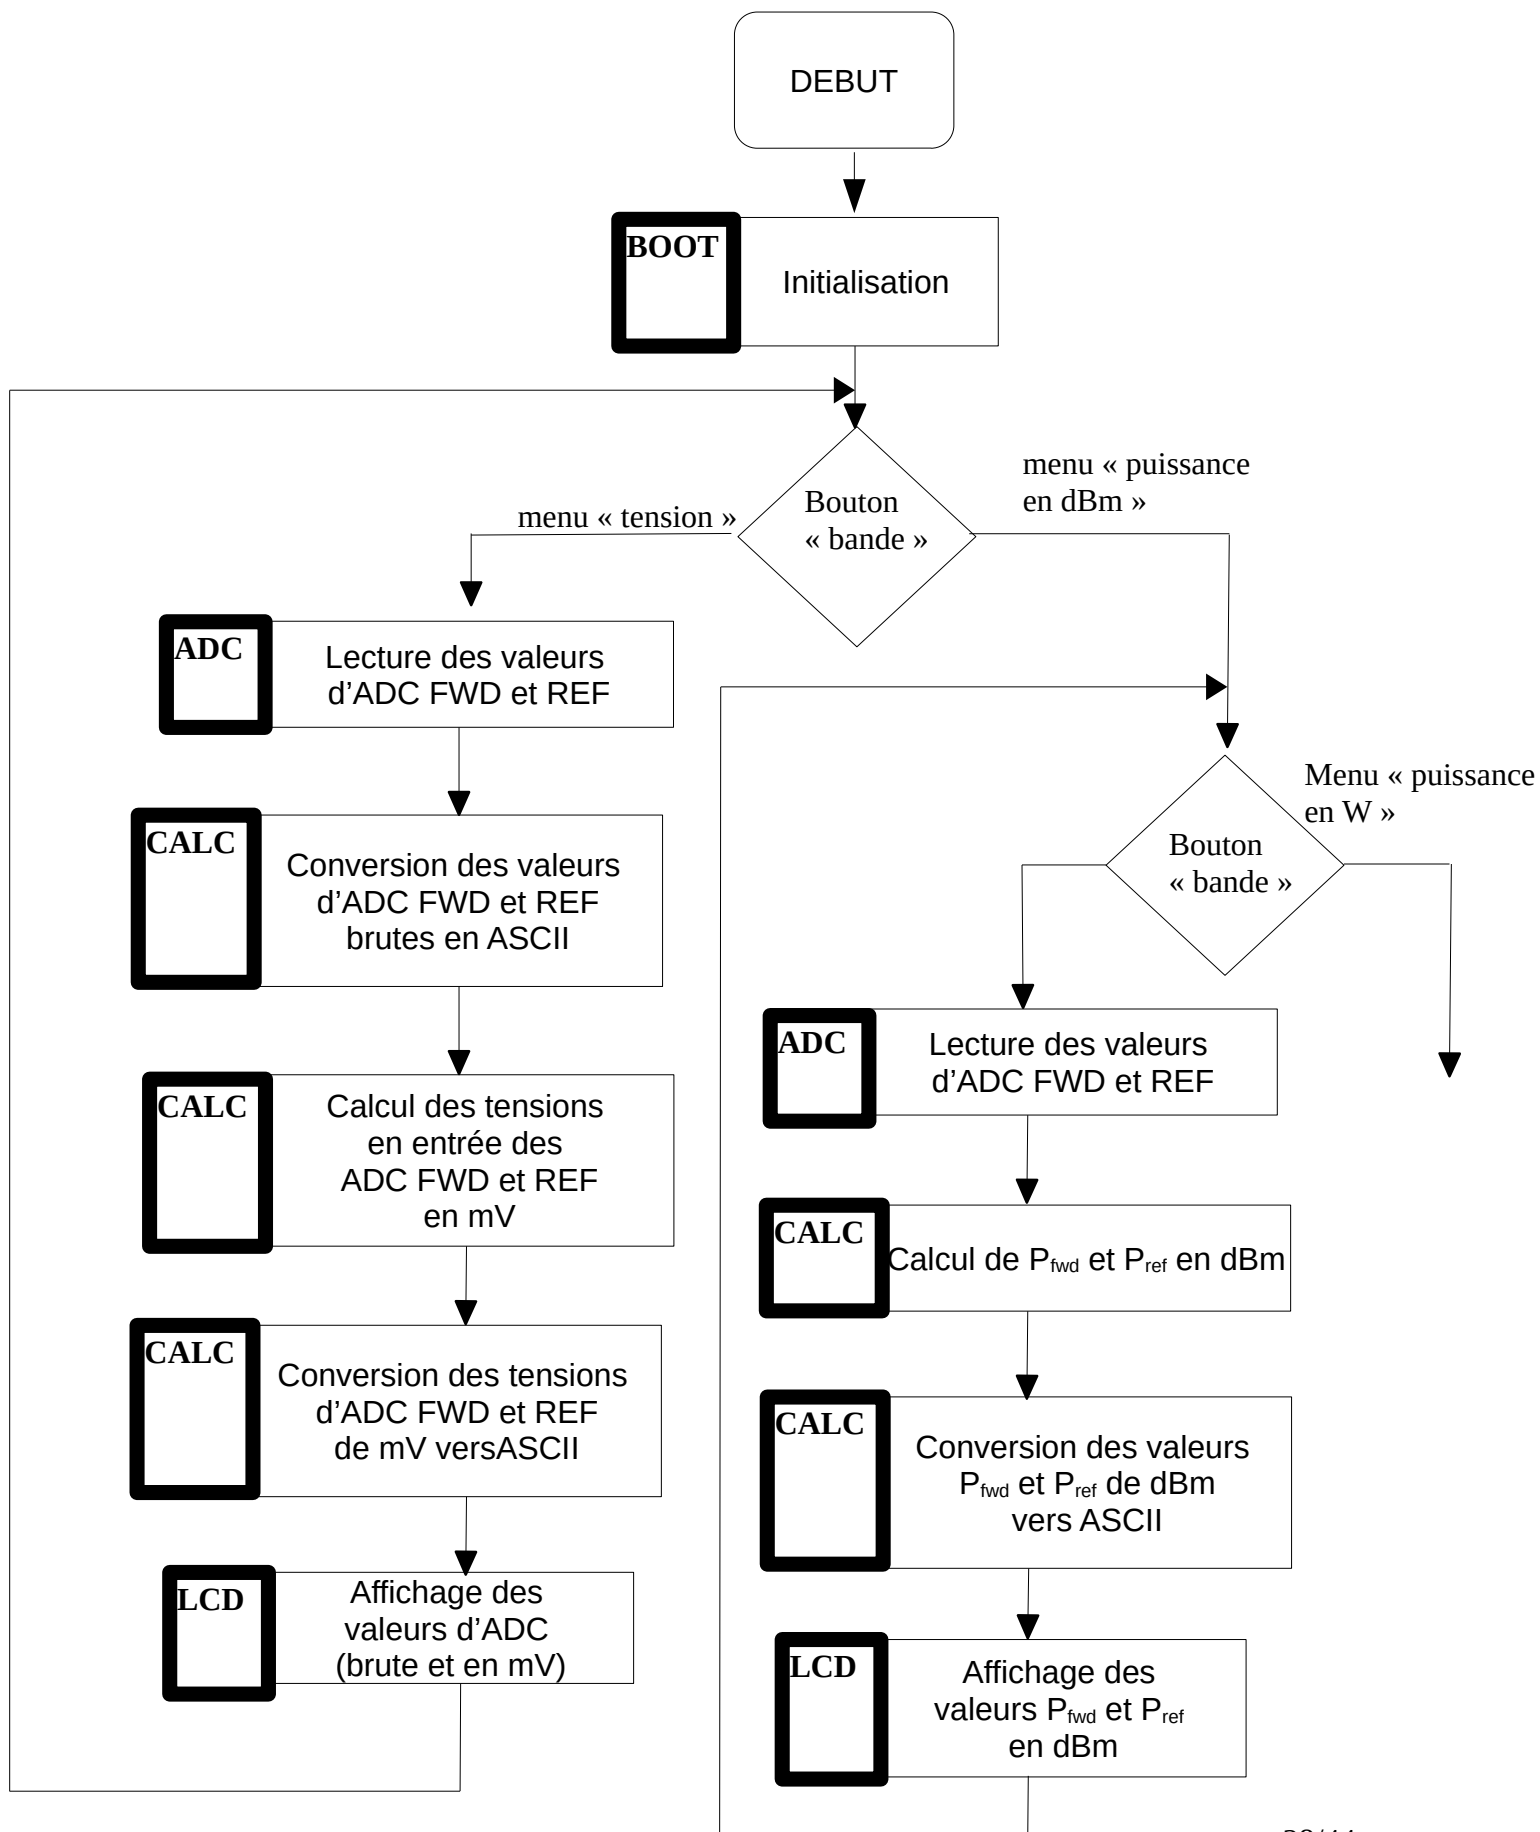 DEBUT
BOOT
Initialisation
Bouton
« bande »
menu « tension »
menu « puissance
en dBm »
ADC
Lecture des valeurs
d’ADC FWD et REF
CALC
Conversion des valeurs
d’ADC FWD et REF
brutes en ASCII
CALC
Calcul des tensions
en entrée des
ADC FWD et REF
en mV
CALC
Conversion des tensions
d’ADC FWD et REF
de mV versASCII
LCD
Affichage des
valeurs d’ADC
(brute et en mV)
Menu « puissance
en W »
Bouton
« bande »
ADC
Lecture des valeurs
d’ADC FWD et REF
CALC
Calcul de Pfwd et Pref en dBm
CALC
Conversion des valeurs
Pfwd et Pref de dBm
vers ASCII
LCD
Affichage des
valeurs Pfwd et Pref
en dBm